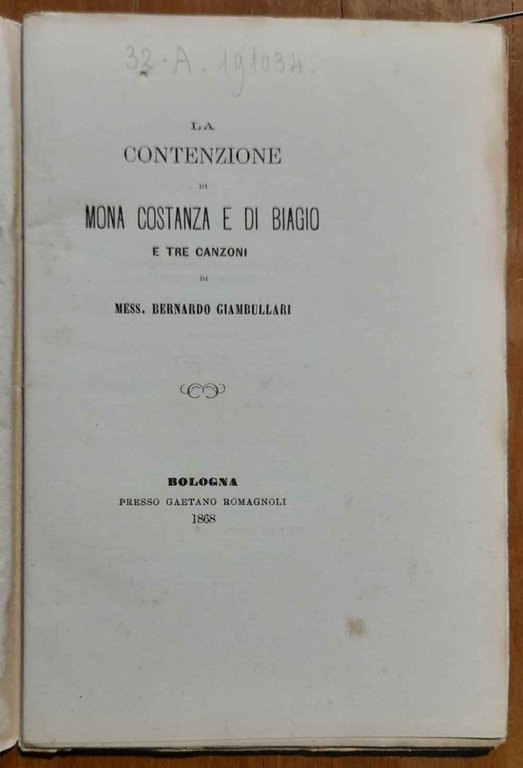 32-A-191034-
LA
CONTENZIONE
DI
MONA COSTANZA E DI BIAGIO
E TRE CANZONI
DI
MESS. BERNARDO GIAMBULLARI
BOLOGNA
PRESSO GAETANO ROMAGNOLI
1868